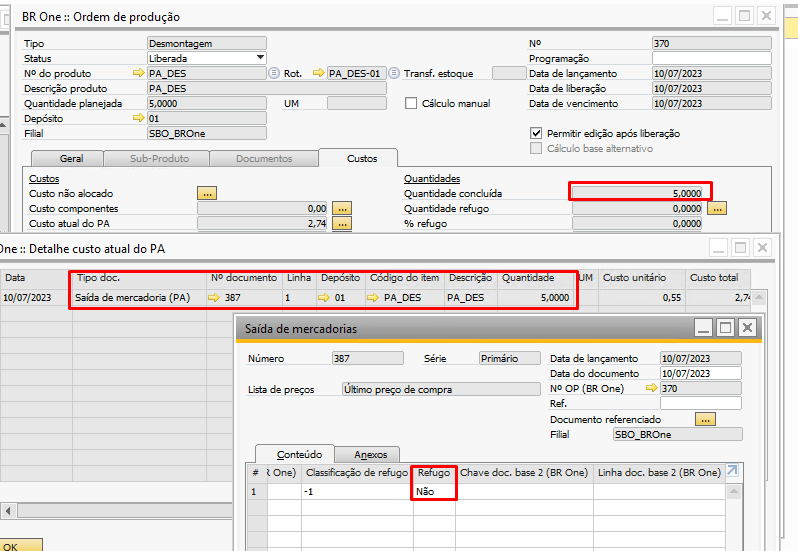 BR One :: Ordem de produção
Tipo Desmontagem Nº 370
Status Liberada Programação
Nº do produto PA_DES Rot. PA_DES-01 Transf. estoque Data de lançamento 10/07/2023
Descrição produto PA_DES Data de liberação 10/07/2023
Quantidade planejada 5,0000 UM Cálculo manual Data de vencimento 10/07/2023
Depósito 01
Filial SBO_BROne Permitir edição após liberação
Cálculo base alternativo
Geral Sub-Produto Documentos Custos
Custos Quantidades
Custo não alocado ... Quantidade concluída 5,0000
Custo componentes 0,00 ... Quantidade refugo 0,0000 ...
Custo atual do PA 2,74 ... % refugo 0,0000
One :: Detalhe custo atual do PA
Data Tipo doc. Nº documento Linha Depósito Código do item Descrição Quantidade UM Custo unitário Custo total
10/07/2023 Saída de mercadoria (PA) 387 1 01 PA_DES PA_DES 5,0000 0,55 2,74
Saída de mercadorias
Número 387 Série Primário Data de lançamento 10/07/2023
Data do documento 10/07/2023
Lista de preços Último preço de compra Nº OP (BR One) 370
Ref.
Documento referenciado ...
Filial SBO_BROne
Conteúdo Anexos
# R One) Classificação de refugo Refugo Chave doc. base 2 (BR One) Linha doc. base 2 (BR One)
1 -1 Não
OK